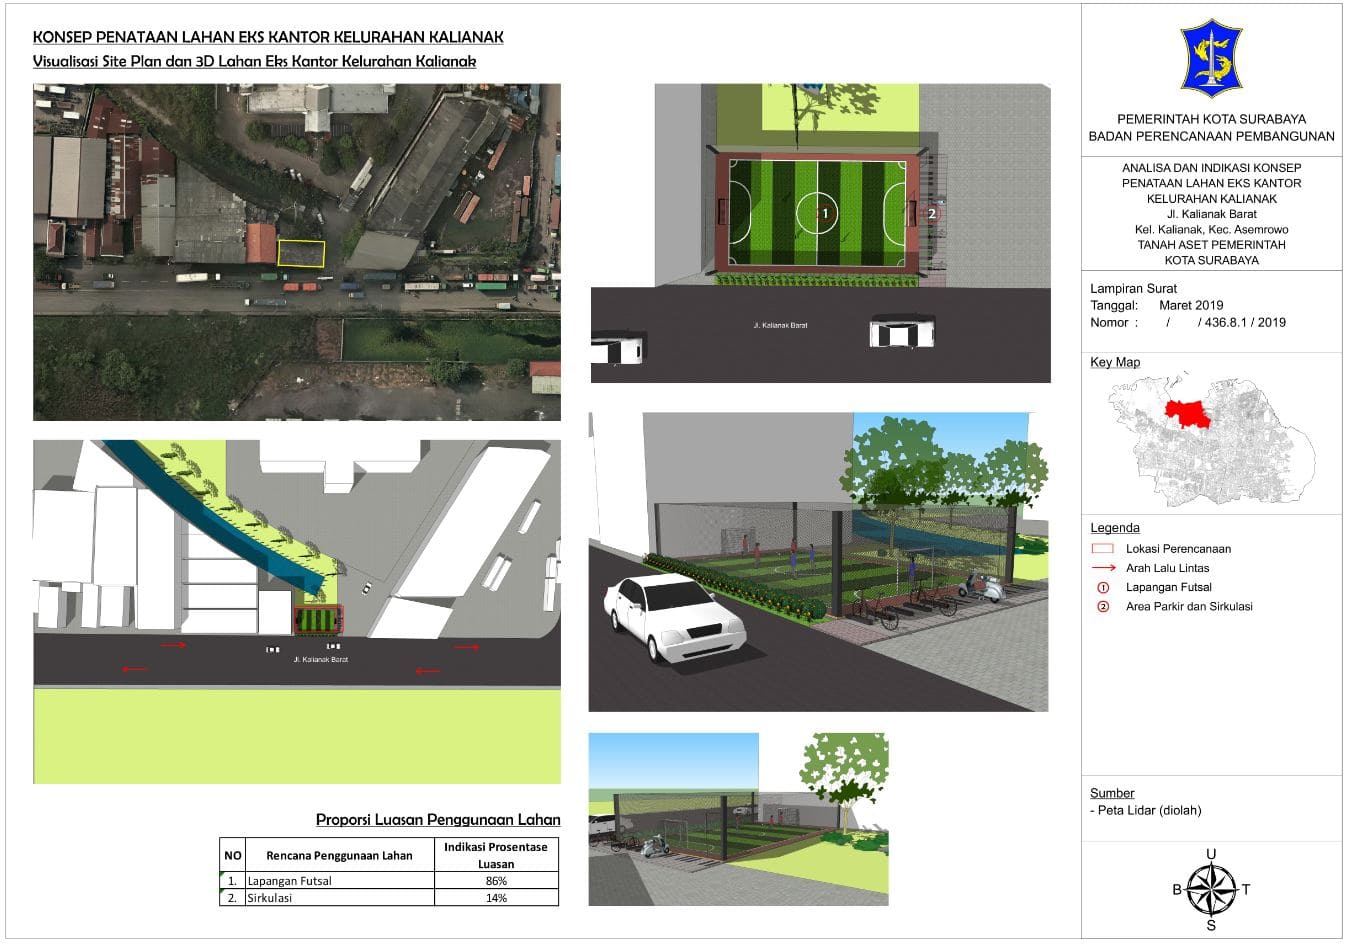 KONSEP PENATAAN LAHAN EKS KANTOR KELURAHAN KALIANAK
Visualisasi Site Plan dan 3D Lahan Eks Kantor Kelurahan Kalianak
1
2
Jl. Kalianak Barat
Jl. Kalianak Barat
Proporsi Luasan Penggunaan Lahan
NO Rencana Penggunaan Lahan Indikasi Prosentase
Luasan
1. Lapangan Futsal 86%
2. Sirkulasi 14%
PEMERINTAH KOTA SURABAYA
BADAN PERENCANAAN PEMBANGUNAN
ANALISA DAN INDIKASI KONSEP
PENATAAN LAHAN EKS KANTOR
KELURAHAN KALIANAK
Jl. Kalianak Barat
Kel. Kalianak, Kec. Asemrowo
TANAH ASET PEMERINTAH
KOTA SURABAYA
Lampiran Surat
Tanggal: Maret 2019
Nomor : / / 436.8.1 / 2019
Key Map
Legenda
Lokasi Perencanaan
Arah Lalu Lintas
1 Lapangan Futsal
2 Area Parkir dan Sirkulasi
Sumber
- Peta Lidar (diolah)
U
B T
S